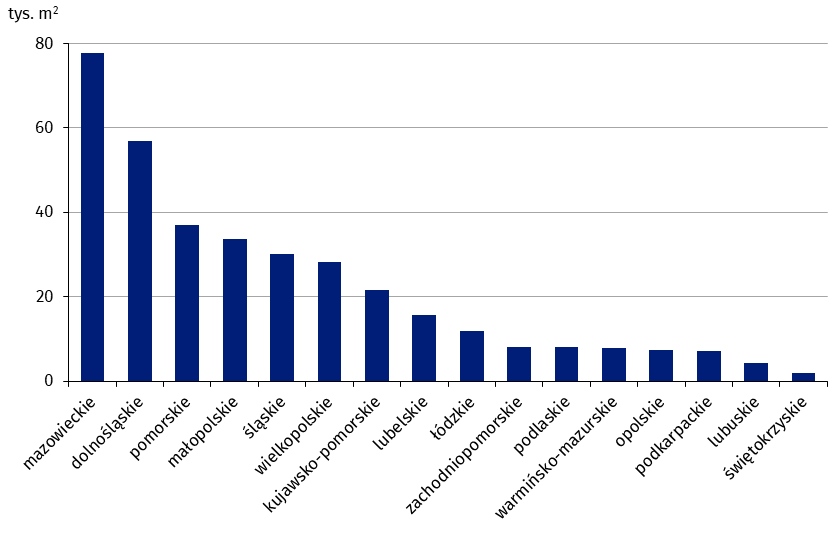 tys. m²
80
60
40
20
0
mazowieckie
dolnośląskie
pomorskie
małopolskie
śląskie
wielkopolskie
kujawsko-pomorskie
lubelskie
łódzkie
zachodniopomorskie
podlaskie
warmińsko-mazurskie
opolskie
podkarpackie
lubuskie
świętokrzyskie